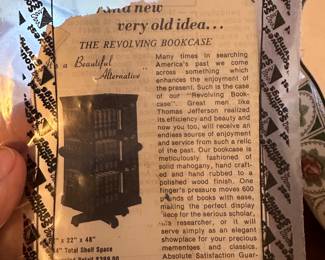 brand new
very old idea...
THE REVOLVING BOOKCASE
"It's a Beautiful
Alternative"
Many times in searching
America's past we come
across something which
enhances the enjoyment of
the present. Such is the case
of our "Revolving Book-
case". Great men like
Thomas Jefferson realized
its efficiency and beauty and
now you too, will receive an
endless source of enjoyment
and service from such a relic
of the past. Our bookcase is
meticulously fashioned of
solid mahogany, hand craft-
ed and hand rubbed to a
polished wood finish. One
finger's pressure moves 600
pounds of books with ease,
making the perfect display
piece for the serious scholar,
researcher, or it will
serve simply as an elegant
showplace for your precious
mementoes and classics.
Absolute Satisfaction Guar-
x 22" x 48"
Total Shelf Space